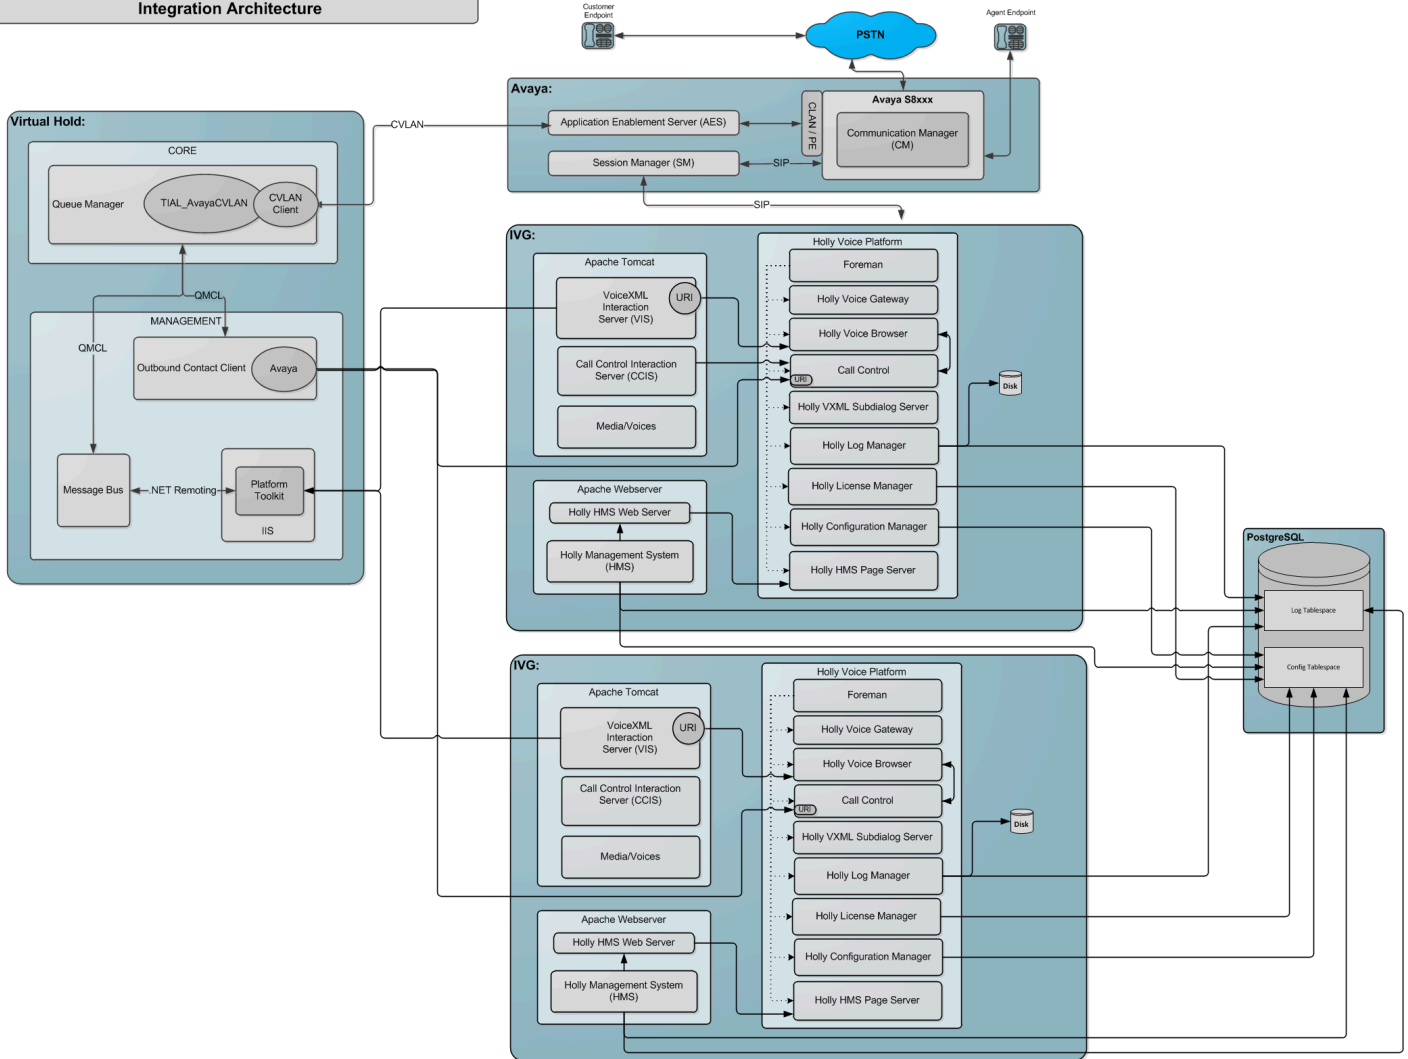 Integration Architecture
Customer
Endpoint
PSTN
Agent Endpoint
Avaya:
Application Enablement Server (AES)
Session Manager (SM)
CLAN / PE
Avaya S8xxx
Communication Manager
(CM)
SIP
CVLAN
SIP
Virtual Hold:
CORE
Queue Manager
TIAL_AvayaCVLAN
CVLAN
Client
QMCL
QMCL
MANAGEMENT
Outbound Contact Client
Avaya
Message Bus
.NET Remoting
Platform
Toolkit
IIS
IVG:
Apache Tomcat
VoiceXML
Interaction
Server (VIS)
URI
Call Control Interaction
Server (CCIS)
Media/Voices
Apache Webserver
Holly HMS Web Server
Holly Management System
(HMS)
Holly Voice Platform
Foreman
Holly Voice Gateway
Holly Voice Browser
Call Control
URI
Holly VXML Subdialog Server
Holly Log Manager
Holly License Manager
Holly Configuration Manager
Holly HMS Page Server
Disk
PostgreSQL
Log Tablespace
Config Tablespace
IVG:
Apache Tomcat
VoiceXML
Interaction
Server (VIS)
URI
Call Control Interaction
Server (CCIS)
Media/Voices
Apache Webserver
Holly HMS Web Server
Holly Management System
(HMS)
Holly Voice Platform
Foreman
Holly Voice Gateway
Holly Voice Browser
Call Control
URI
Holly VXML Subdialog Server
Holly Log Manager
Holly License Manager
Holly Configuration Manager
Holly HMS Page Server
Disk